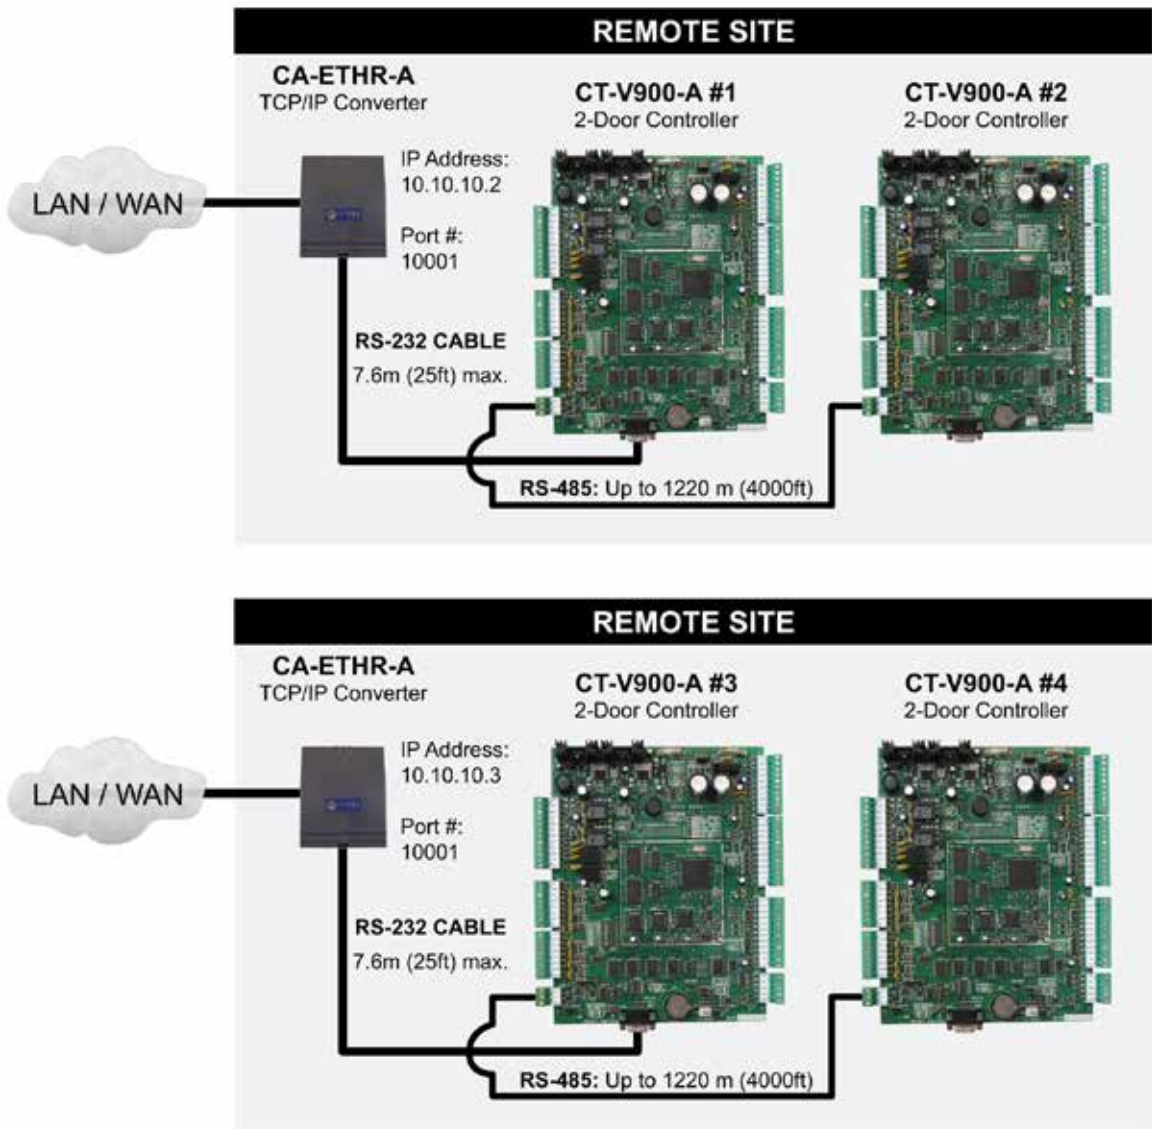 REMOTE SITE
CA-ETHR-A
TCP/IP Converter
CT-V900-A #1
2-Door Controller
CT-V900-A #2
2-Door Controller
LAN / WAN
IP Address:
10.10.10.2
Port #:
10001
RS-232 CABLE
7.6m (25ft) max.
RS-485: Up to 1220 m (4000ft)
REMOTE SITE
CA-ETHR-A
TCP/IP Converter
CT-V900-A #3
2-Door Controller
CT-V900-A #4
2-Door Controller
LAN / WAN
IP Address:
10.10.10.3
Port #:
10001
RS-232 CABLE
7.6m (25ft) max.
RS-485: Up to 1220 m (4000ft)